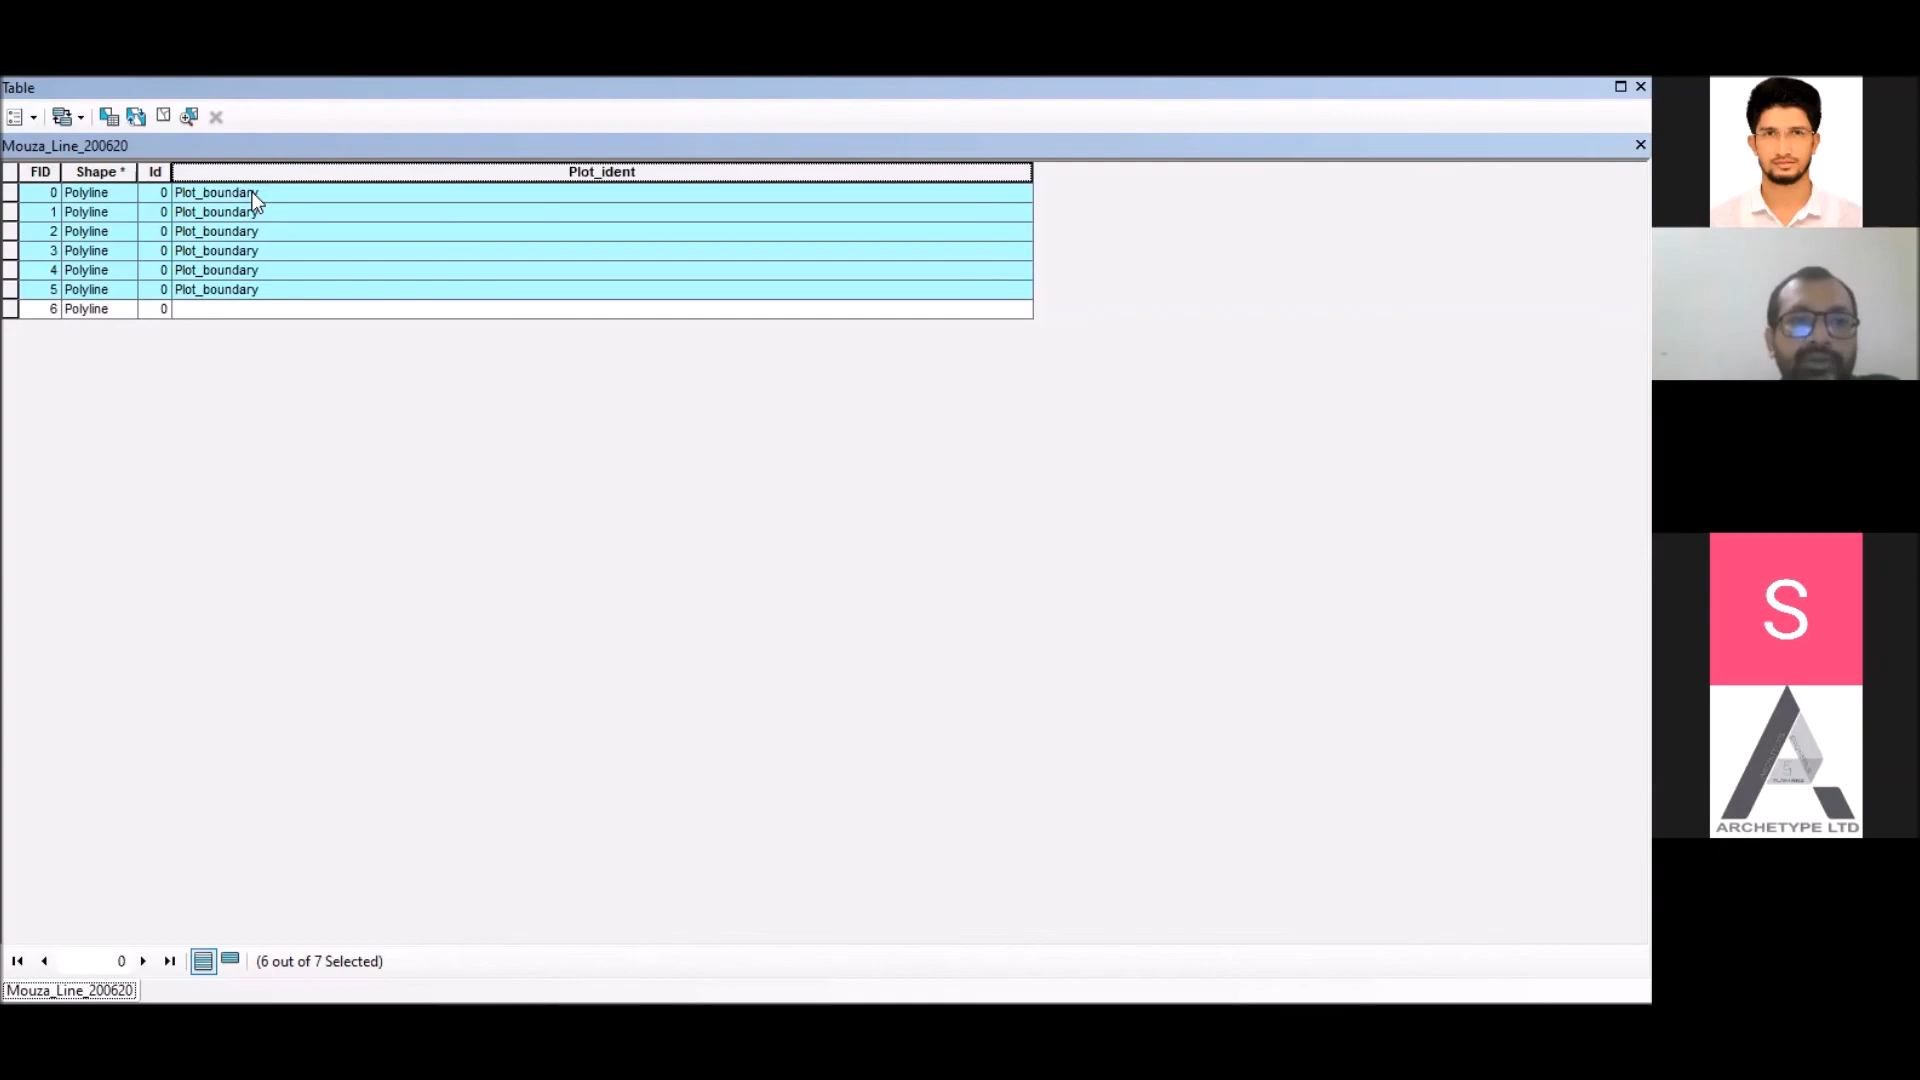 Table
Mouza_Line_200620
FID Shape * Id Plot_ident
0 Polyline 0 Plot_boundary
1 Polyline 0 Plot_boundary
2 Polyline 0 Plot_boundary
3 Polyline 0 Plot_boundary
4 Polyline 0 Plot_boundary
5 Polyline 0 Plot_boundary
6 Polyline 0
0 (6 out of 7 Selected)
Mouza_Line_200620
S
ARCHETYPE LTD